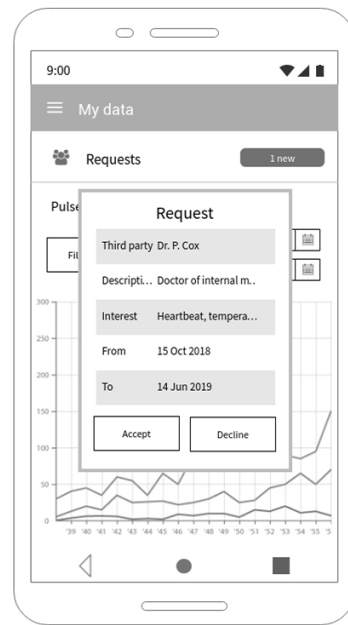 9:00
My data
Requests
1 new
Pulse
Fil
Request
Third party Dr. P. Cox
Descripti... Doctor of internal m..
Interest Heartbeat, tempera...
From 15 Oct 2018
To 14 Jun 2019
Accept Decline
300
250
200
150
100
50
0
'39 '40 '41 '42 '43 '44 '45 '46 '47 '48 '49 '50 '51 '52 '53 '54 '55 '5